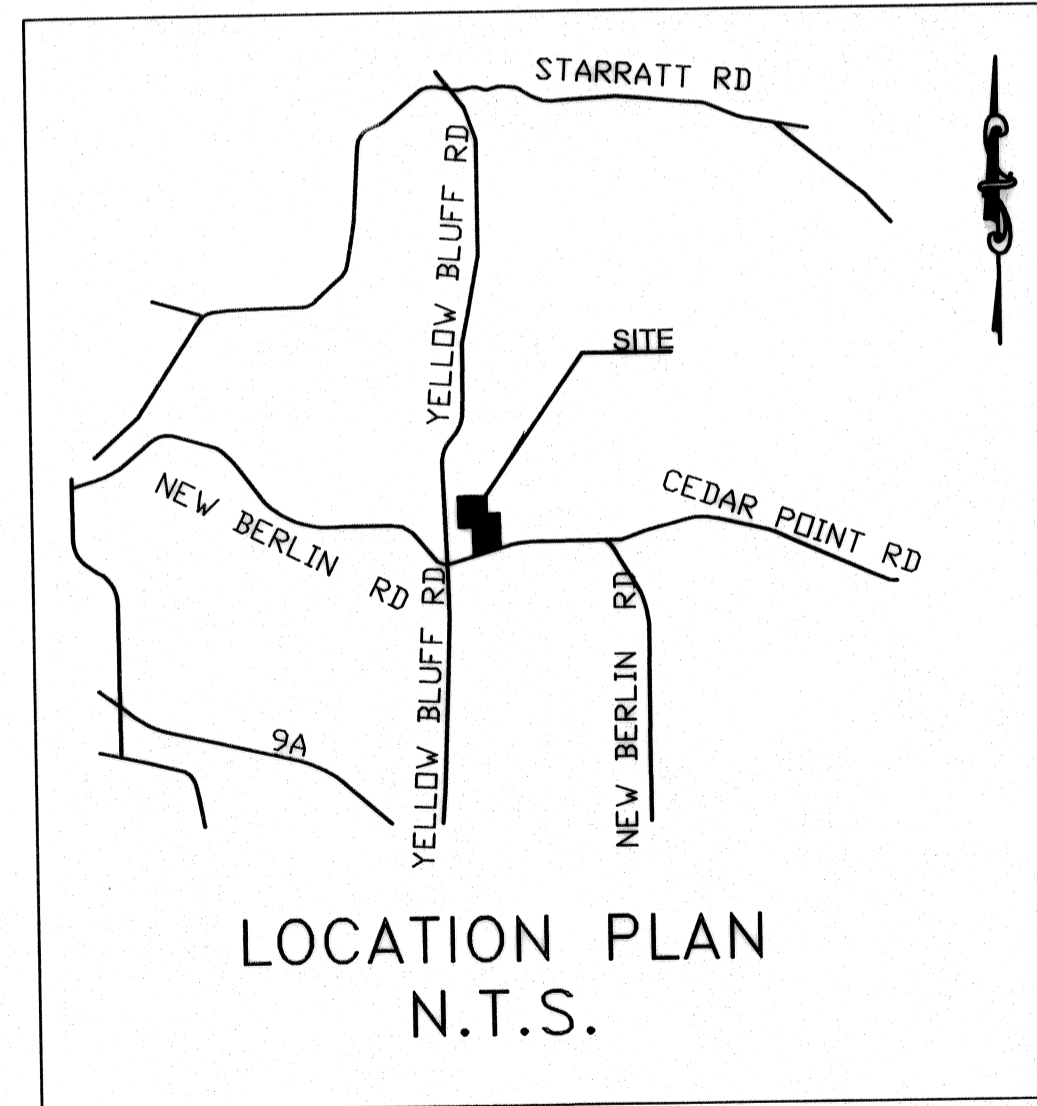 STARRATT RD
YELLOW BLUFF RD
SITE
CEDAR POINT RD
NEW BERLIN RD
YELLOW BLUFF RD
NEW BERLIN RD
9A
LOCATION PLAN
N.T.S.